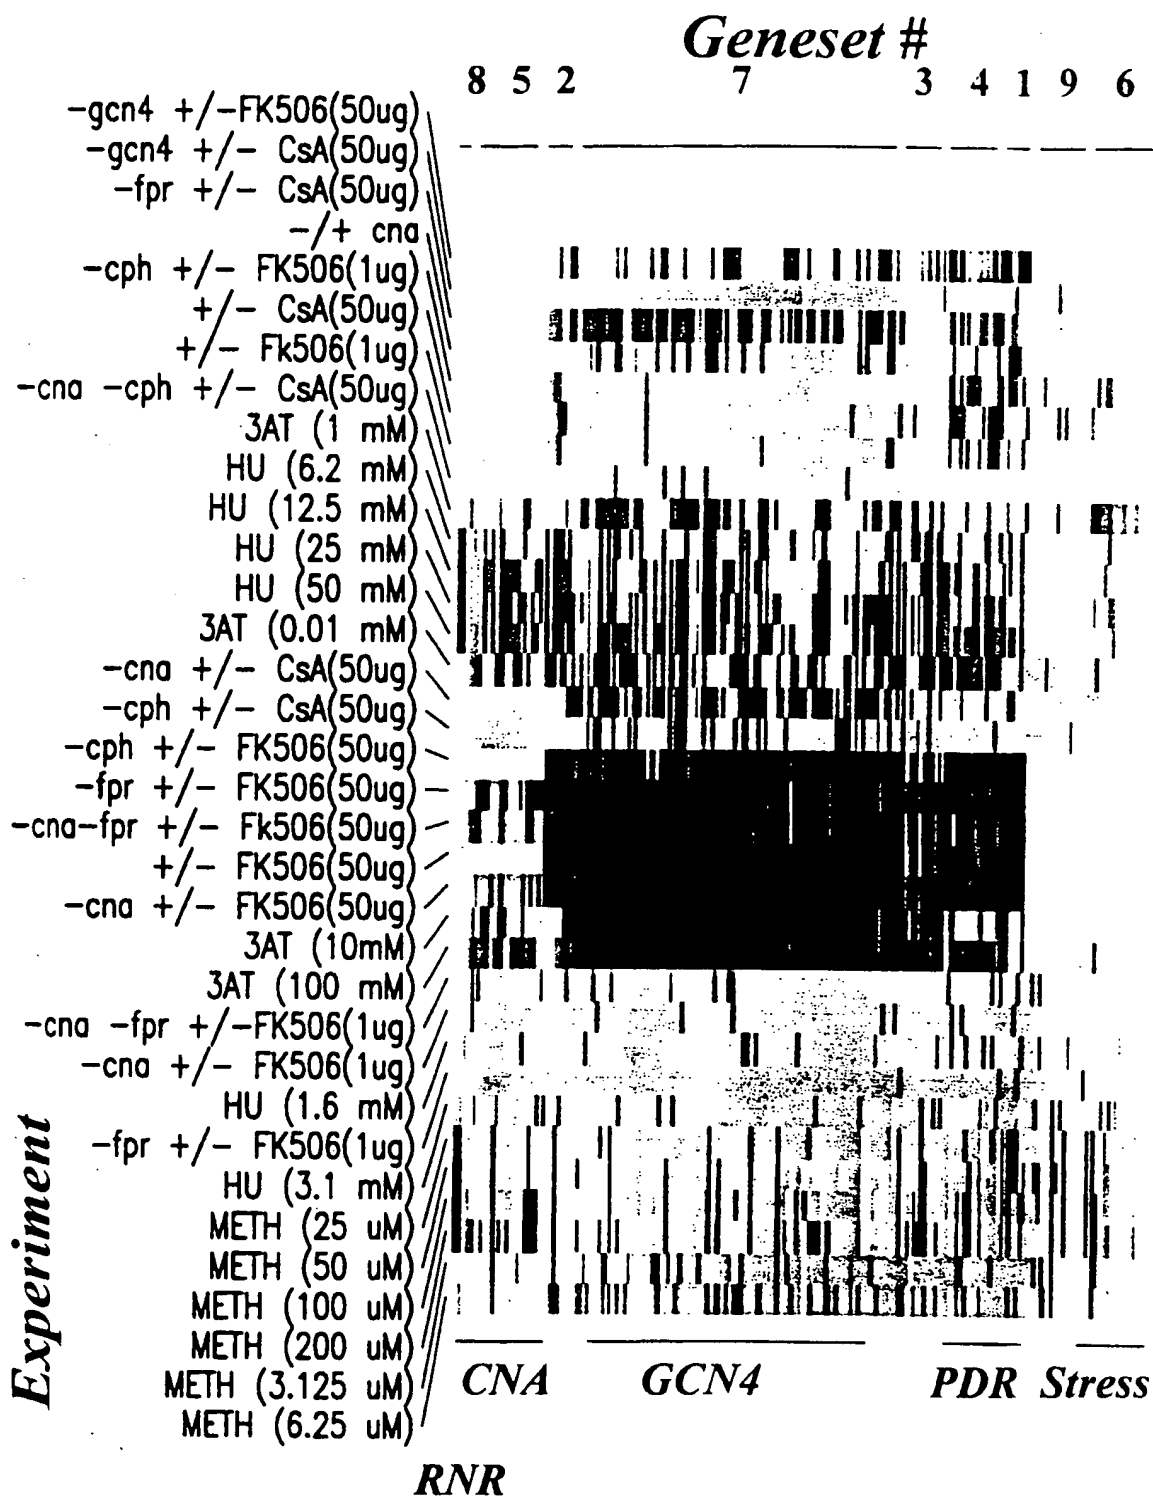 Geneset #
8 5 2 7 3 4 1 9 6
-gcn4 +/-FK506(50ug)
-gcn4 +/- CsA(50ug)
-fpr +/- CsA(50ug)
-/+ cna
-cph +/- FK506(1ug)
+/- CsA(50ug)
+/- Fk506(1ug)
-cna -cph +/- CsA(50ug)
3AT (1 mM)
HU (6.2 mM)
HU (12.5 mM)
HU (25 mM)
HU (50 mM)
3AT (0.01 mM)
-cna +/- CsA(50ug)
-cph +/- CsA(50ug)
-cph +/- FK506(50ug)
-fpr +/- FK506(50ug)
-cna-fpr +/- Fk506(50ug)
+/- FK506(50ug)
-cna +/- FK506(50ug)
3AT (10mM)
3AT (100 mM)
-cna -fpr +/-FK506(1ug)
-cna +/- FK506(1ug)
HU (1.6 mM)
-fpr +/- FK506(1ug)
HU (3.1 mM)
METH (25 uM)
METH (50 uM)
METH (100 uM)
METH (200 uM)
METH (3.125 uM)
METH (6.25 uM)
Experiment
CNA GCN4 PDR Stress
RNR